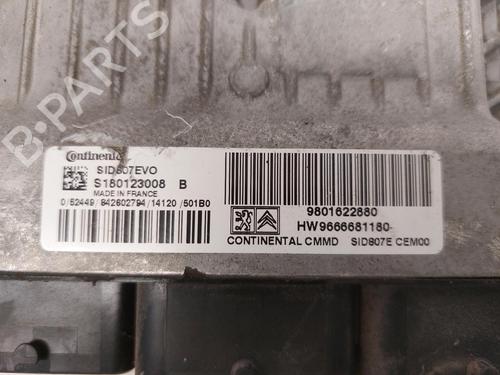 B-PARTS
Continental
SID807EVO
S180123008 B
MADE IN FRANCE
0/52449/842602794/14120/501B0
9801622880
HW9666681180
CONTINENTAL CMMD SID807E CEM00